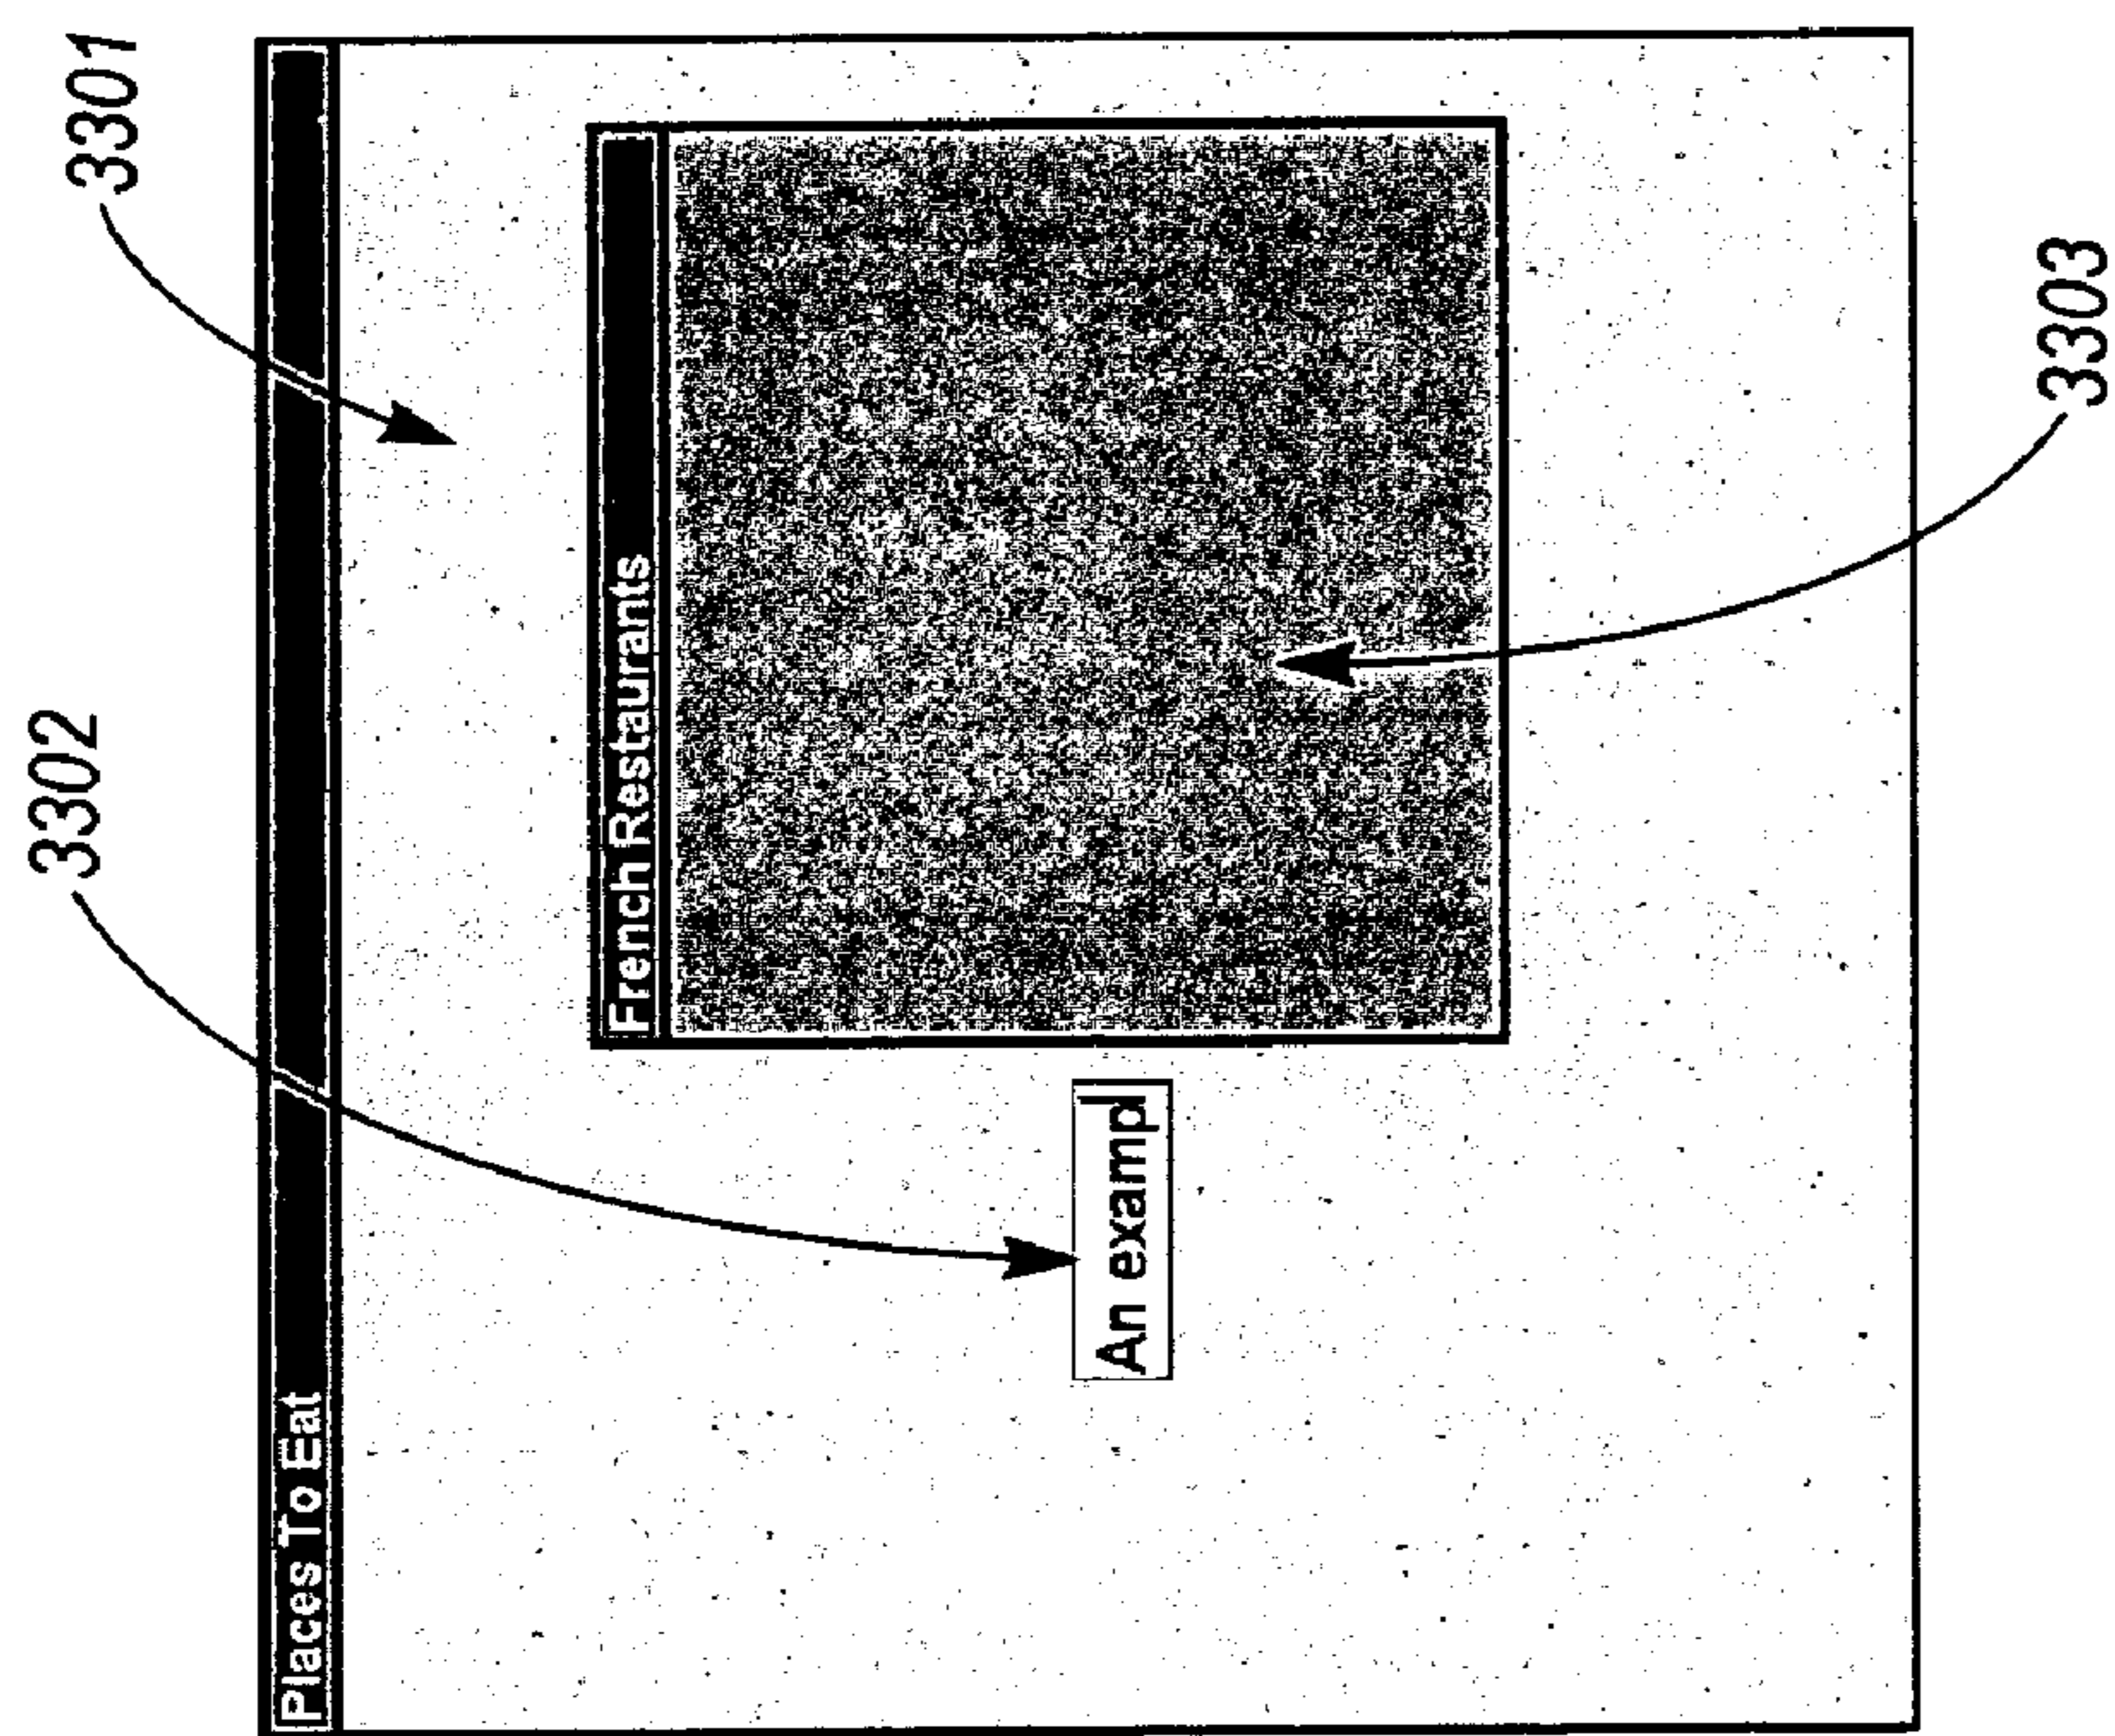 3302
3301
Places To Eat
French Restaurants
An exampl
3303